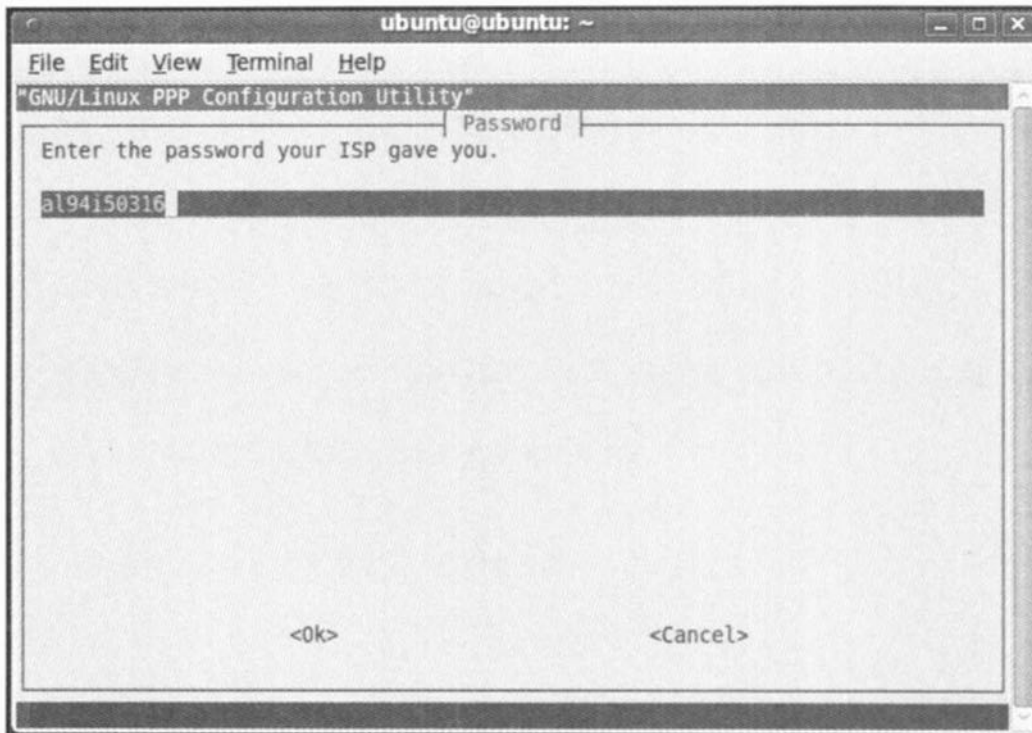 ubuntu@ubuntu: ~
File Edit View Terminal Help
"GNU/Linux PPP Configuration Utility"
Password
Enter the password your ISP gave you.
al94i50316
<Ok> <Cancel>